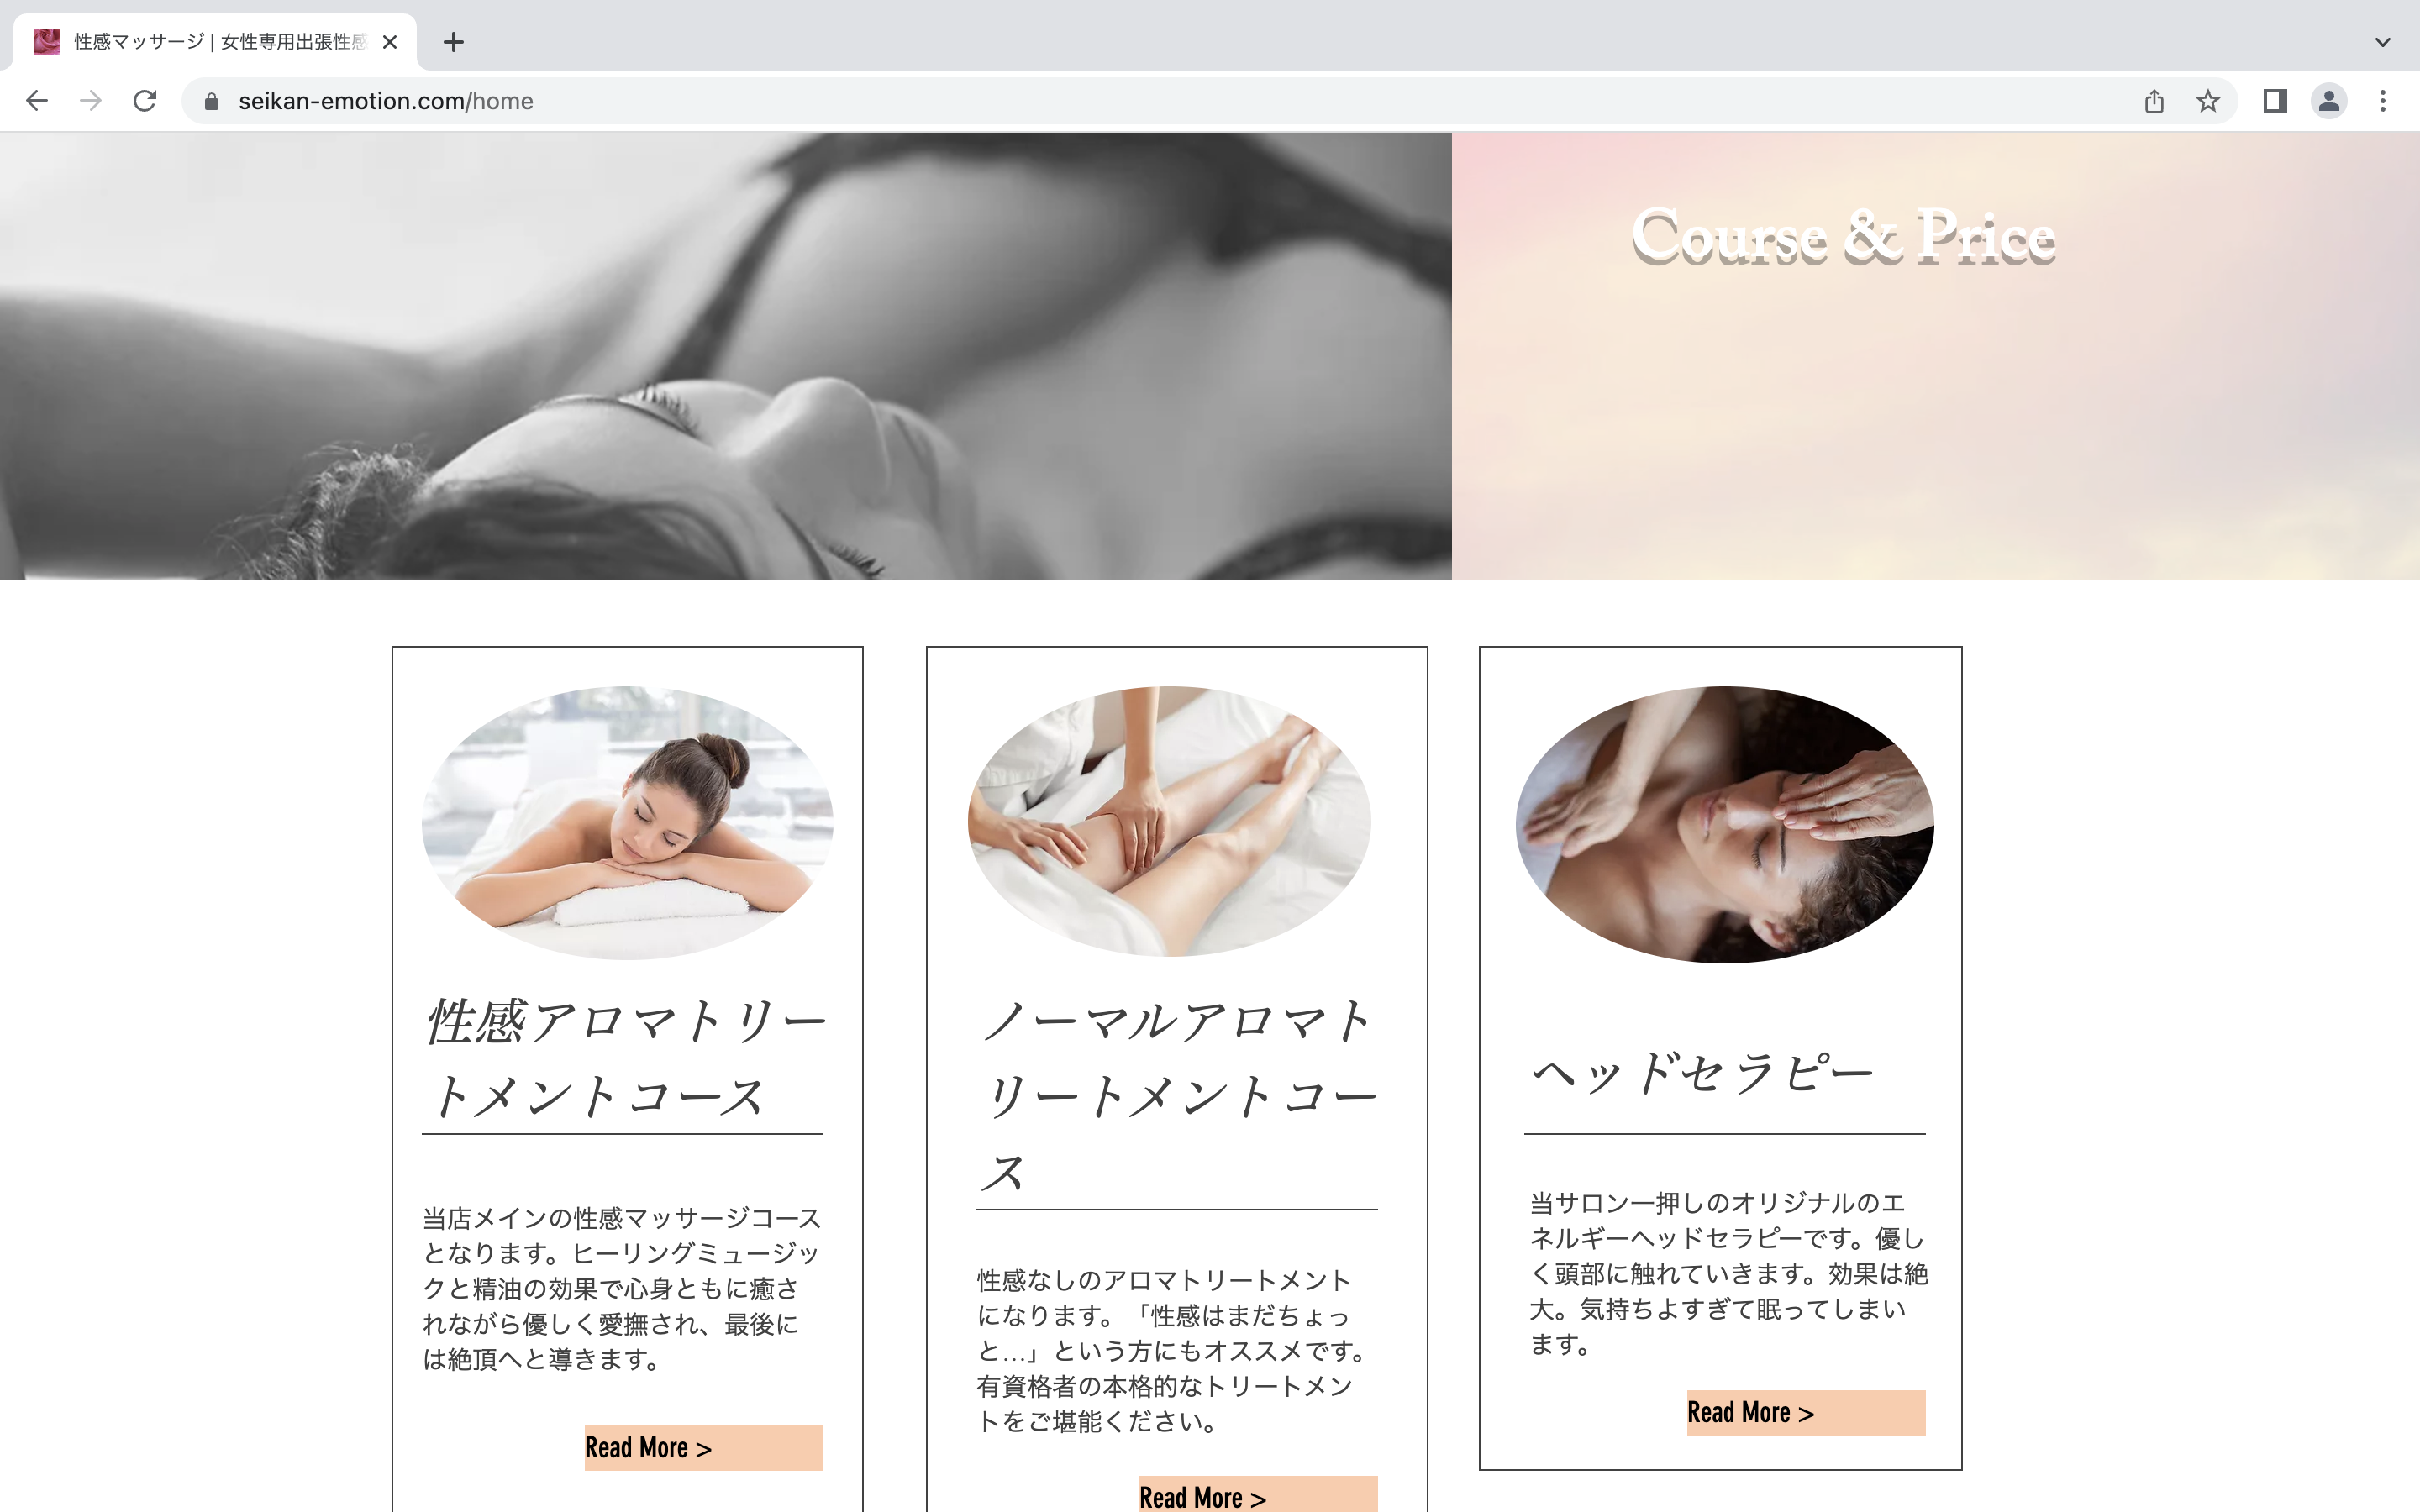 性感マッサージ | 女性専用出張性感
seikan-emotion.com/home
Course & Price
性感アロマトリー
トメントコース
当店メインの性感マッサージコース
となります。ヒーリングミュージッ
クと精油の効果で心身ともに癒さ
れながら優しく愛撫され、最後に
は絶頂へと導きます。
Read More >
ノーマルアロマト
リートメントコー
ス
性感なしのアロマトリートメント
になります。「性感はまだちょっ
と...」という方にもオススメです。
有資格者の本格的なトリートメン
トをご堪能ください。
Read More >
ヘッドセラピー
当サロン一押しのオリジナルのエ
ネルギーヘッドセラピーです。優し
く頭部に触れていきます。効果は絶
大。気持ちよすぎて眠ってしまい
ます。
Read More >